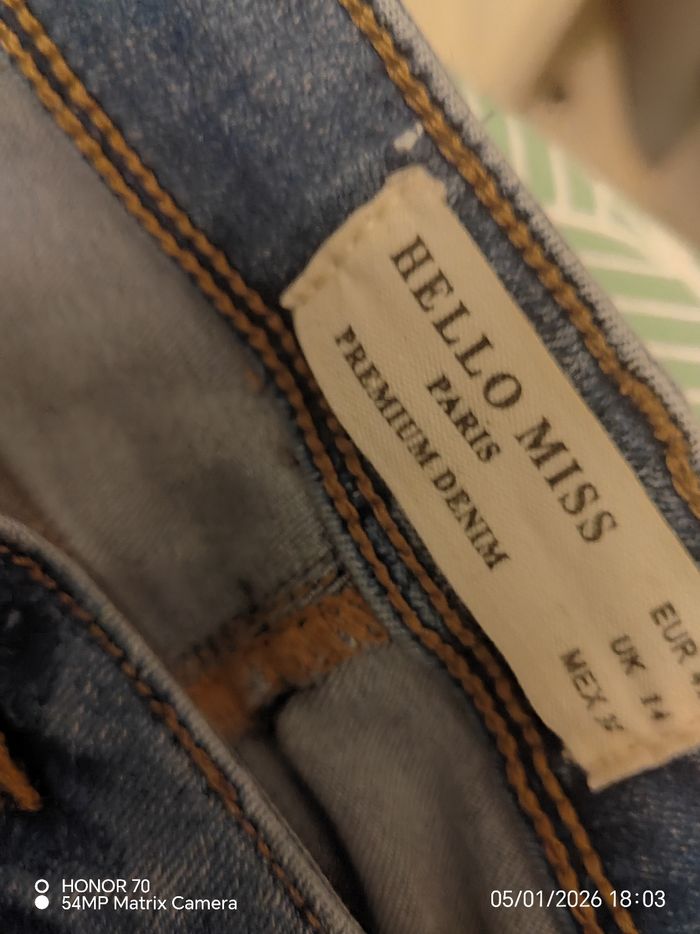 HELLO MISS
PARIS
PREMIUM DENIM
EUR
UK 14
MEX
HONOR 70
54MP Matrix Camera
05/01/2026 18:03